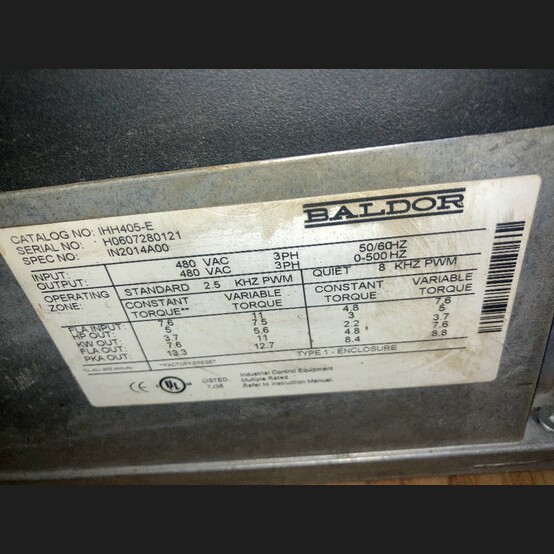 BALDOR
CATALOG NO: IHH405-E
SERIAL NO: H0607280121
SPEC NO: IN2014A00
INPUT: 480 VAC 3PH 50/60HZ
OUTPUT: 480 VAC 3PH 0-500 HZ
OPERATING ZONE: STANDARD 2.5 KHZ PWM QUIET 8 KHZ PWM
CONSTANT TORQUE** VARIABLE TORQUE CONSTANT TORQUE VARIABLE TORQUE
FLA INPUT: 7.6 11 4.8 7.6
HP OUT: 5 7.5 3 5
KW OUT: 3.7 5.6 2.2 3.7
FLA OUT: 7.6 11 4.8 7.6
PKA OUT: 13.3 12.7 8.4 8.8
TYPE 1 - ENCLOSURE
CE UL LISTED 7J38
Industrial Control Equipment
Multiple Rated
Refer to Instruction Manual